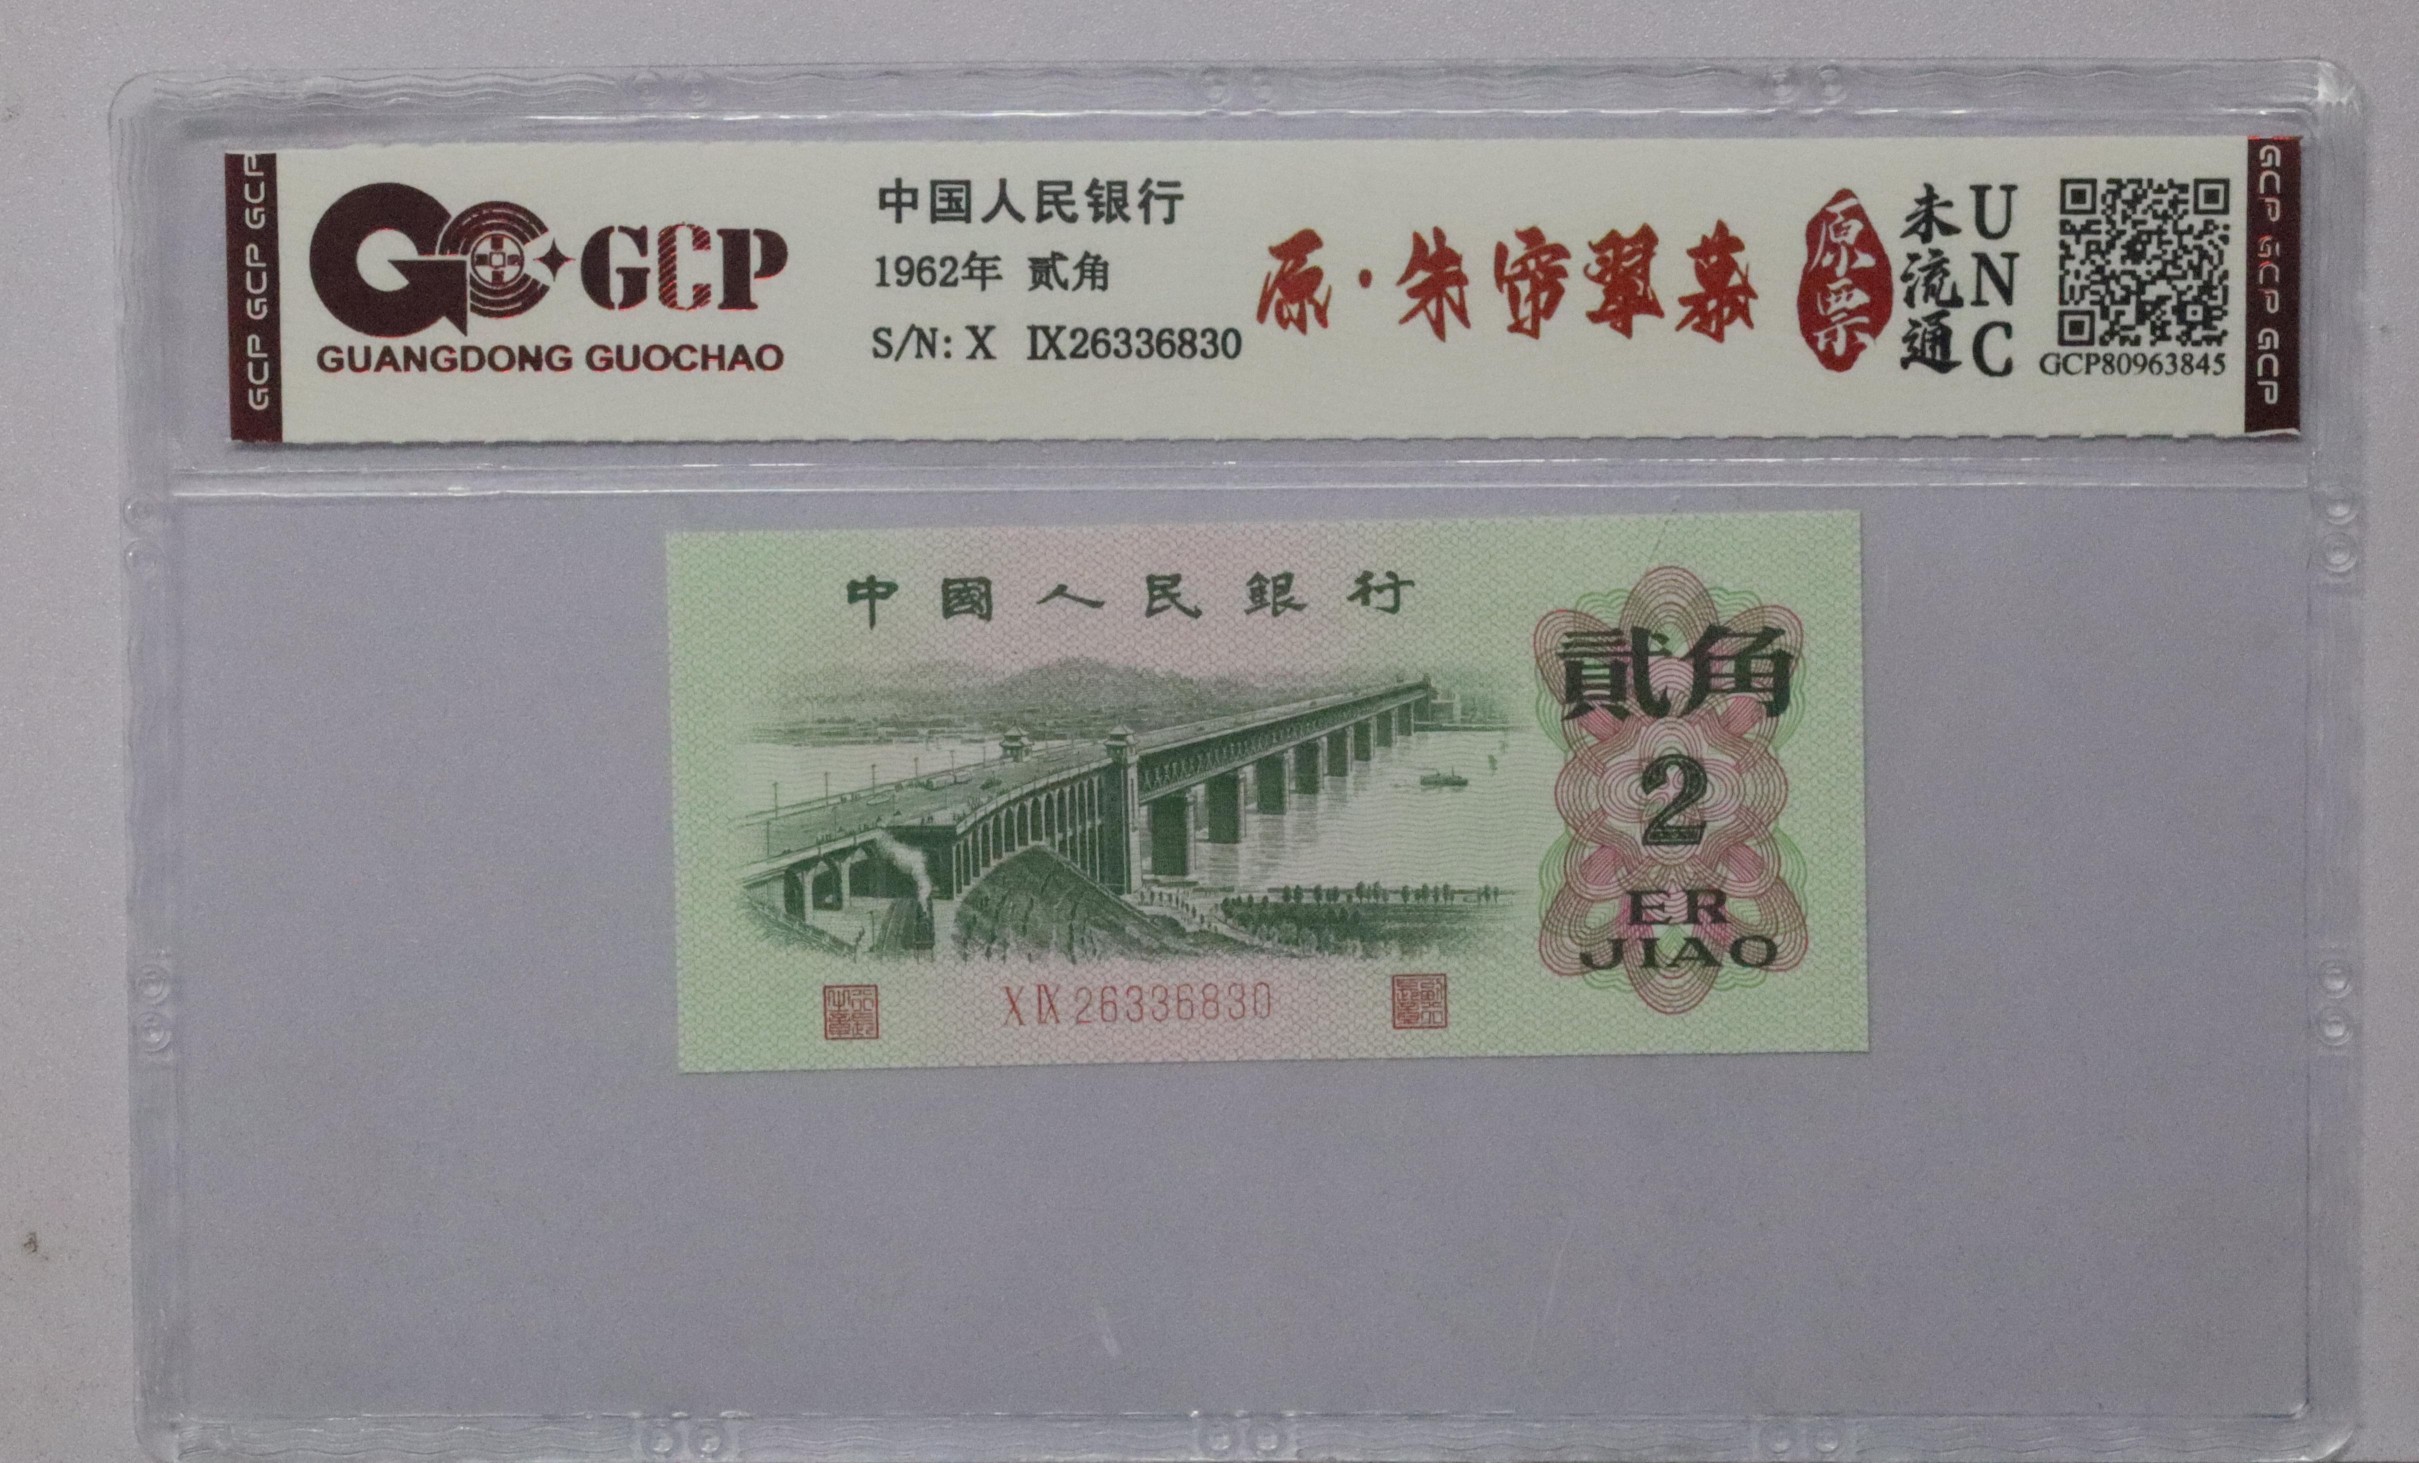 GCP GCP GCP
GCP
GUANGDONG GUOCHAO
中国人民银行
1962年 贰角
S/N: X IX26336830
原·朱帘翠幕
原票
未流通
UNC
GCP80963845
GCP GCP GCP
中國人民銀行
貳角
2
ER
JIAO
X IX 26336830